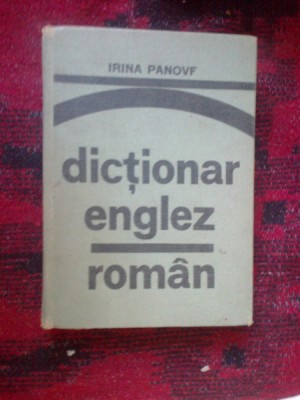 IRINA PANOVF
dicționar
englez
român